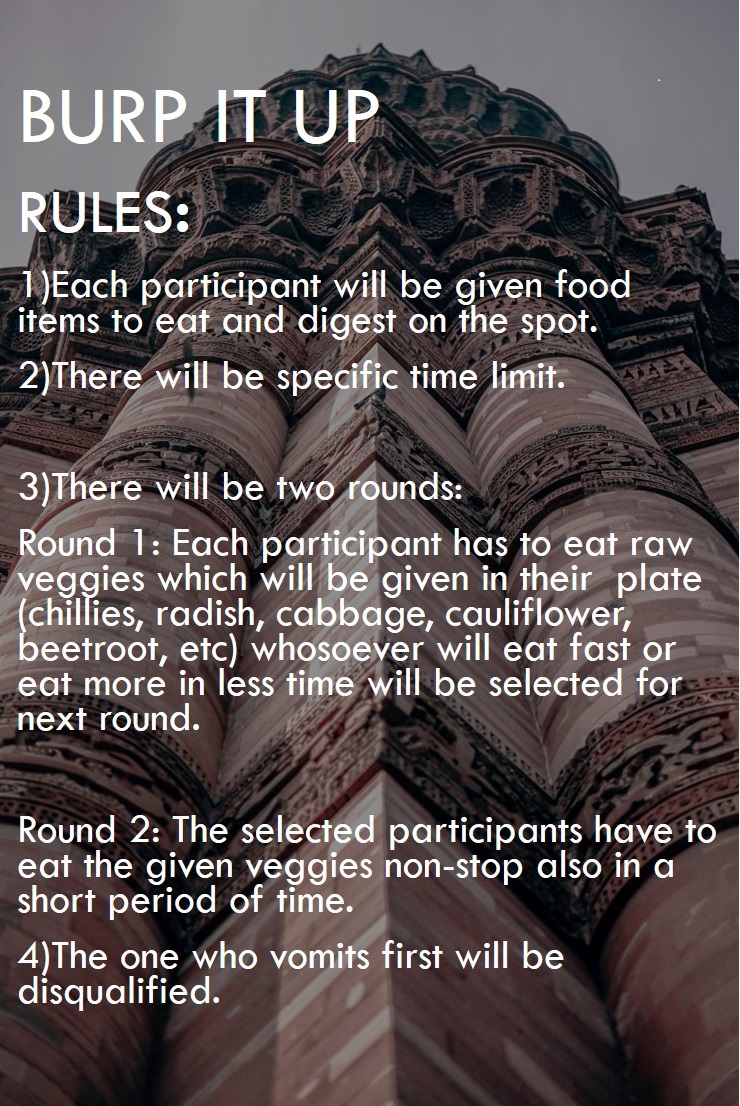 BURP IT UP
RULES:
1)Each participant will be given food
items to eat and digest on the spot.
2)There will be specific time limit.
3)There will be two rounds:
Round 1: Each participant has to eat raw
veggies which will be given in their  plate
(chillies, radish, cabbage, cauliflower,
beetroot, etc) whosoever will eat fast or
eat more in less time will be selected for
next round.
Round 2: The selected participants have to
eat the given veggies non-stop also in a
short period of time.
4)The one who vomits first will be
disqualified.